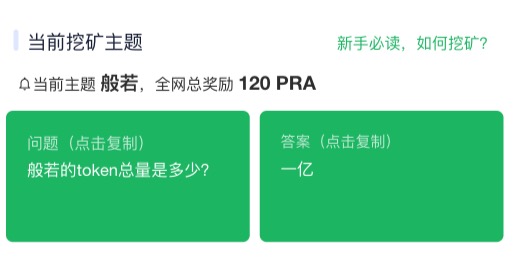 当前挖矿主题
新手必读，如何挖矿?
当前主题 般若，全网总奖励 120 PRA
问题（点击复制）
般若的token总量是多少?
答案（点击复制）
一亿